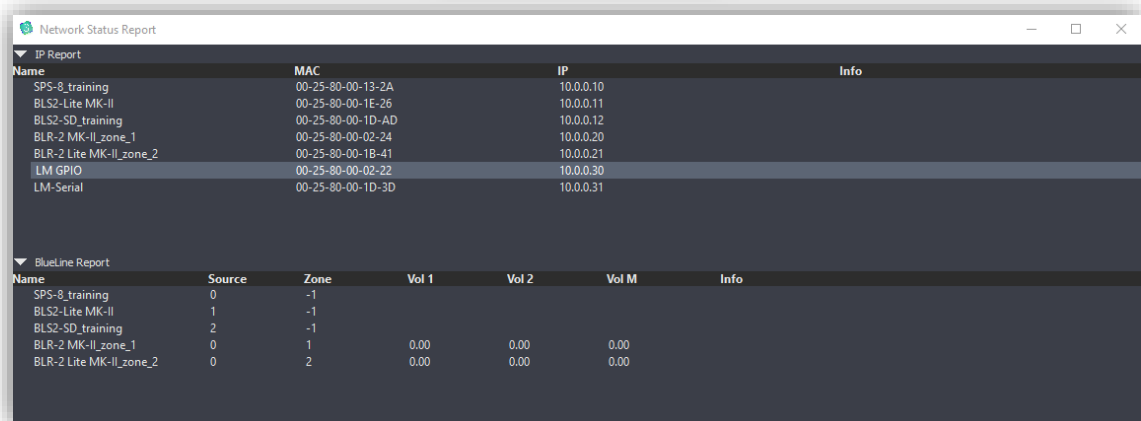 Network Status Report
IP Report
Name MAC IP Info
SPS-8_training 00-25-80-00-13-2A 10.0.0.10
BLS2-Lite MK-II 00-25-80-00-1E-26 10.0.0.11
BLS2-SD_training 00-25-80-00-1D-AD 10.0.0.12
BLR-2 MK-II_zone_1 00-25-80-00-02-24 10.0.0.20
BLR-2 Lite MK-II_zone_2 00-25-80-00-1B-41 10.0.0.21
LM GPIO 00-25-80-00-02-22 10.0.0.30
LM-Serial 00-25-80-00-1D-3D 10.0.0.31
BlueLine Report
Name Source Zone Vol 1 Vol 2 Vol M Info
SPS-8_training 0 -1
BLS2-Lite MK-II 1 -1
BLS2-SD_training 2 -1
BLR-2 MK-II_zone_1 0 1 0.00 0.00 0.00
BLR-2 Lite MK-II_zone_2 0 2 0.00 0.00 0.00